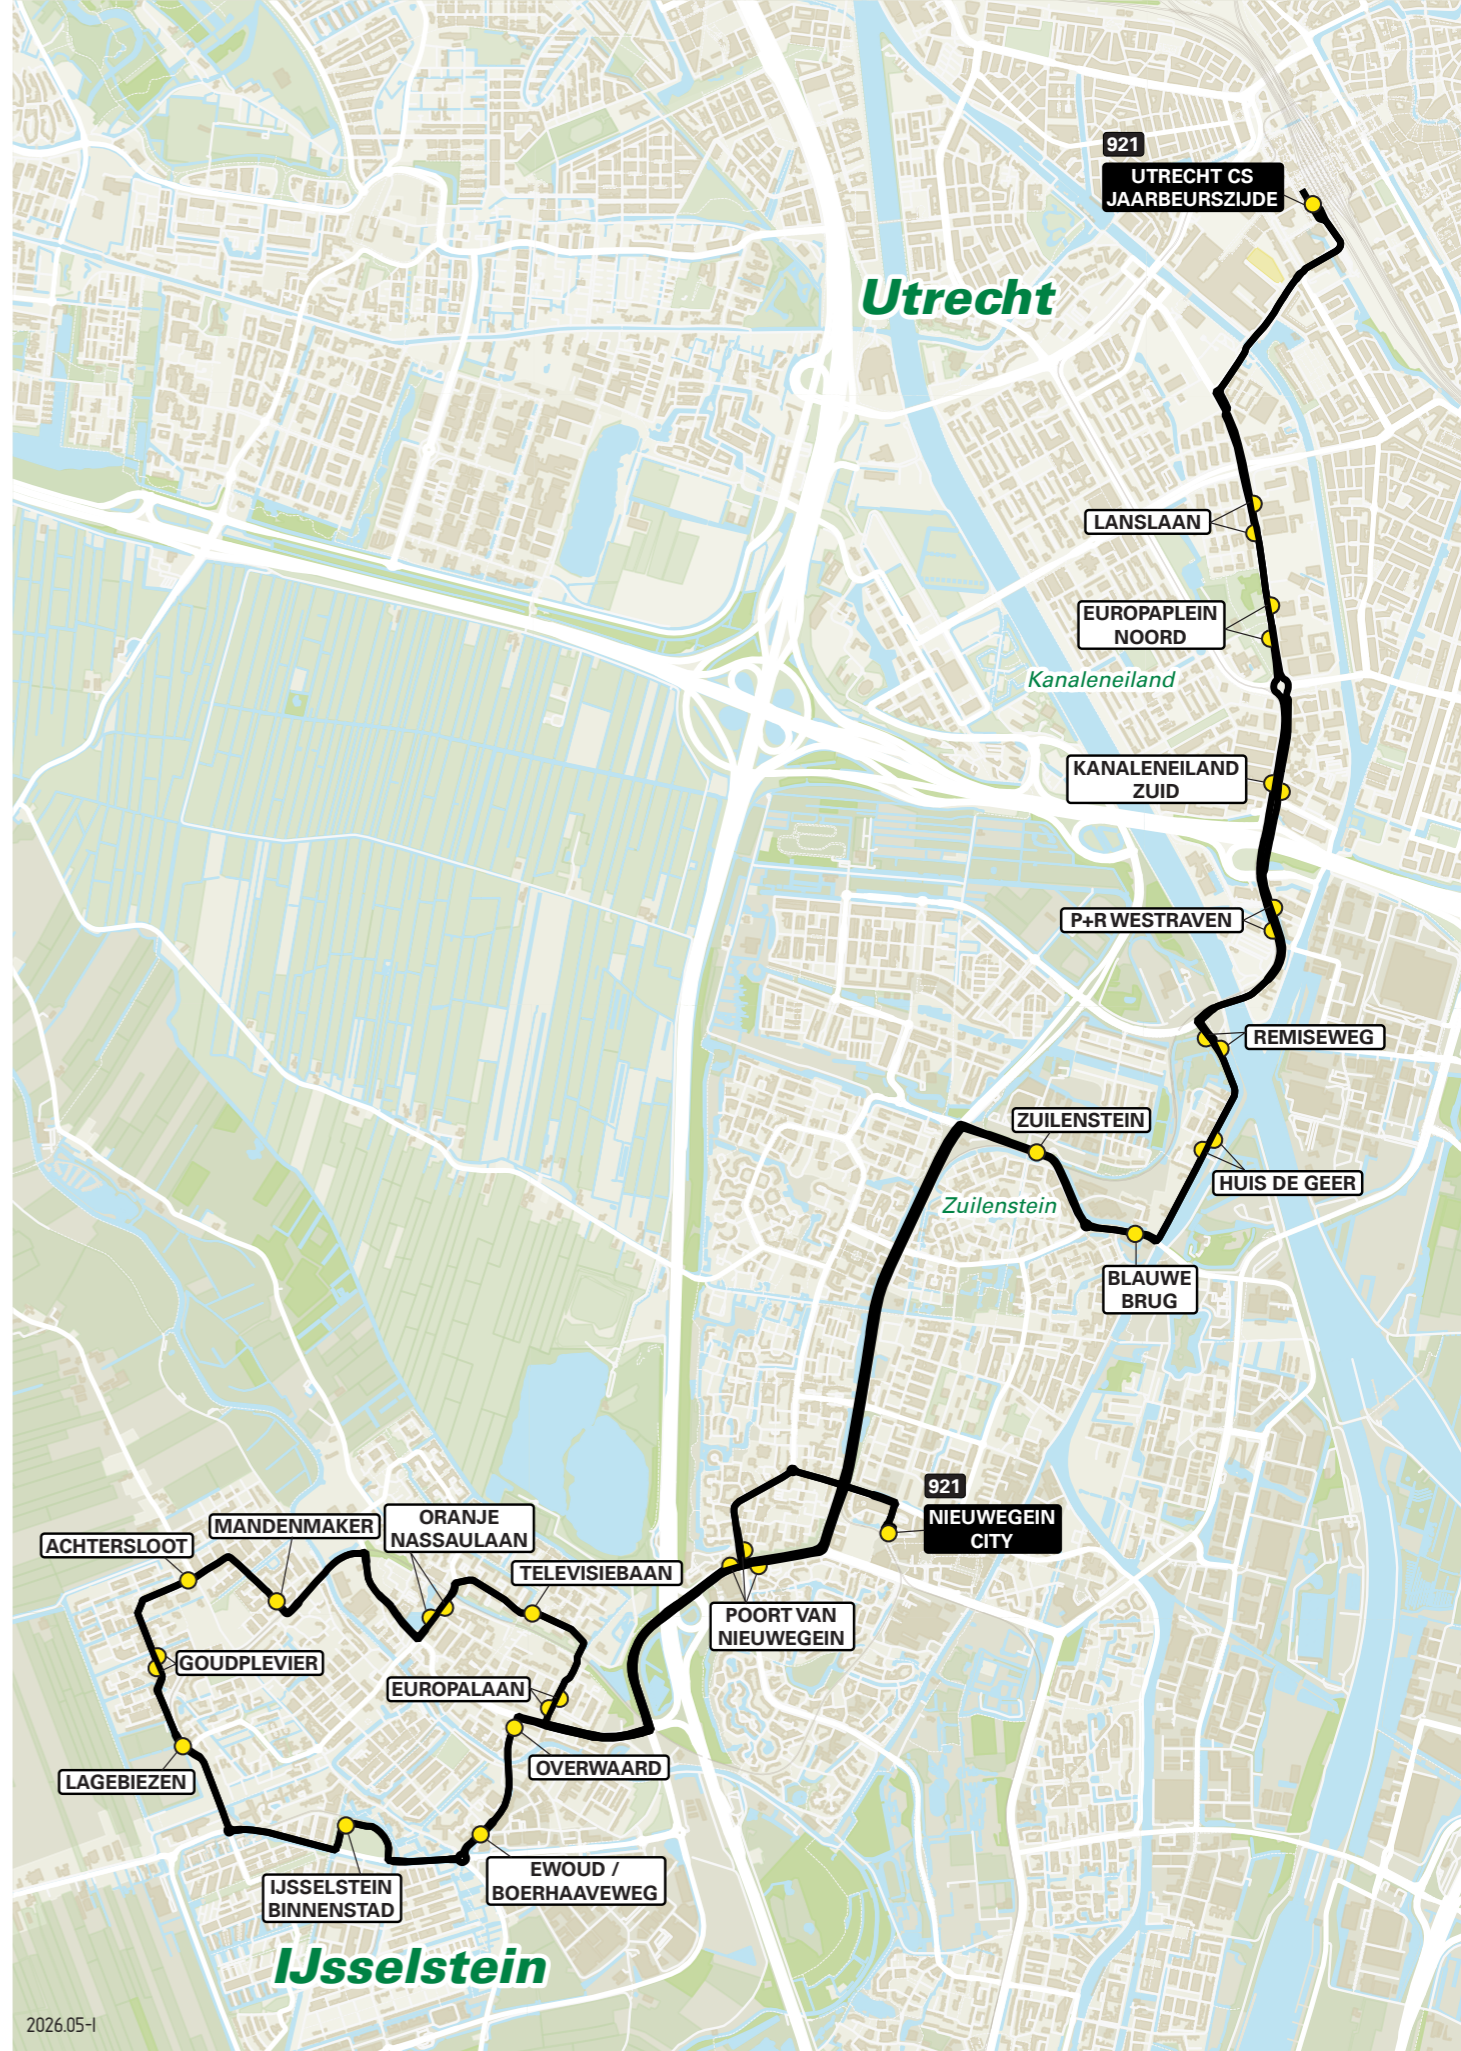 921
UTRECHT CS
JAARBEURSZIJDE
Utrecht
LANSLAAN
EUROPAPLEIN
NOORD
Kanaleneiland
KANALENEILAND
ZUID
P+R WESTRAVEN
REMISEWEG
ZUILENSTEIN
HUIS DE GEER
Zuilenstein
BLAUWE
BRUG
921
NIEUWEGEIN
CITY
ORANJE
NASSAULAAN
MANDENMAKER
ACHTERSLOOT
TELEVISIEBAAN
POORT VAN
NIEUWEGEIN
GOUDPLEVIER
EUROPALAAN
OVERWAARD
LAGEBIEZEN
EWOUD /
BOERHAAVEWEG
IJSSELSTEIN
BINNENSTAD
IJsselstein
2026.05-I